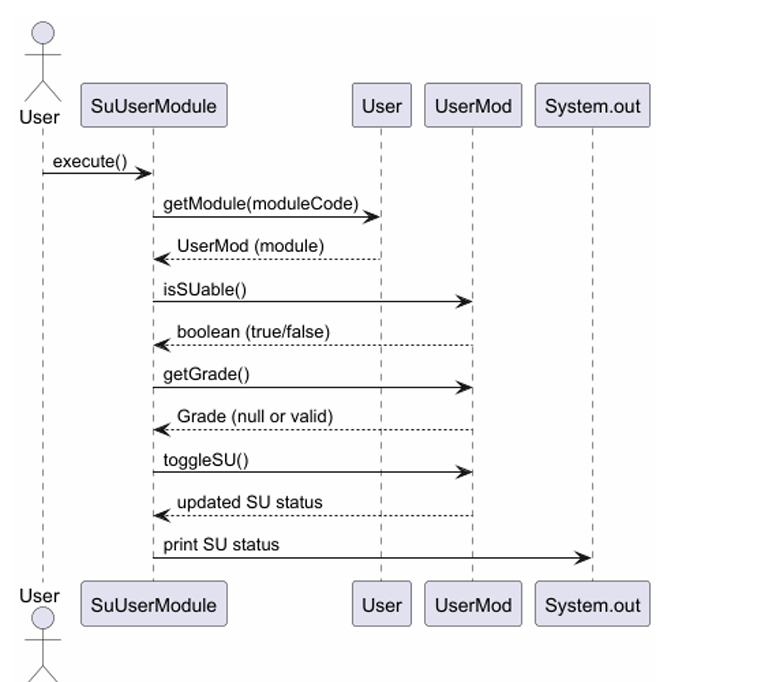 User
SuUserModule
User
UserMod
System.out
execute()
getModule(moduleCode)
UserMod (module)
isSUable()
boolean (true/false)
getGrade()
Grade (null or valid)
toggleSU()
updated SU status
print SU status
User
SuUserModule
User
UserMod
System.out